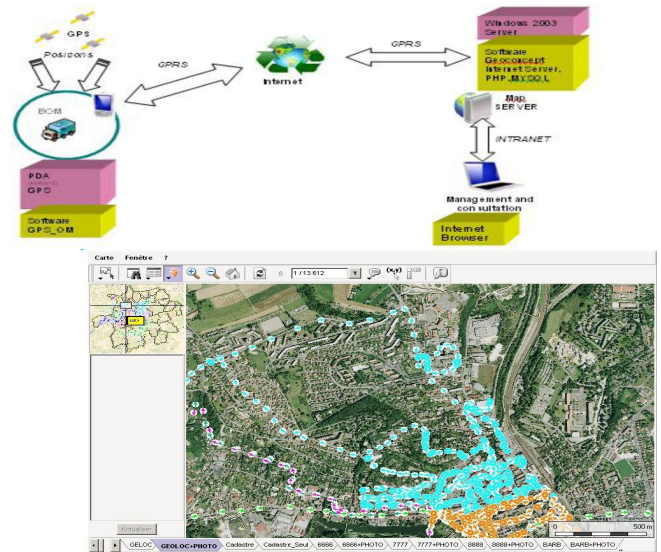 GPS
Positions
GPRS
Internet
GPRS
Windows 2003
Server
Software
Geoconcept
Internet Server,
PHP, MYSQL
BOM
Map
SERVER
INTRANET
PDA
GPS
Software
GPS_OM
Management and
consultation
Internet
Browser
Carte Fenêtre ?
1 / 13 612
(x,y)
Actualiser
0 500 m
GELOC GEOLOC+PHOTO Cadastre Cadastre_Seul 6666 6666+PHOTO 7777 7777+PHOTO 8888 8888+PHOTO BARB BARB+PHOTO